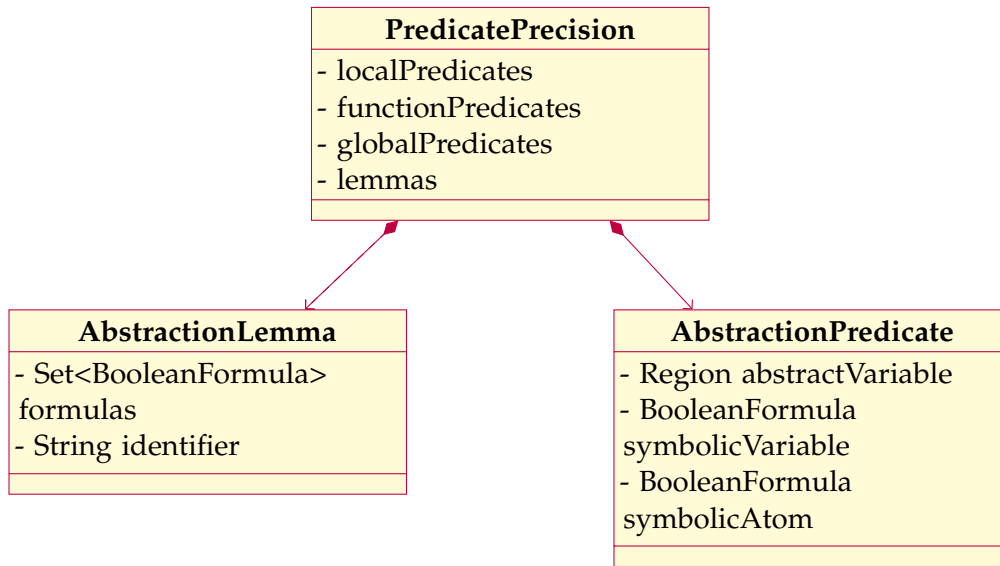 PredicatePrecision
- localPredicates
- functionPredicates
- globalPredicates
- lemmas
AbstractionLemma
- Set<BooleanFormula>
formulas
- String identifier
AbstractionPredicate
- Region abstractVariable
- BooleanFormula
symbolicVariable
- BooleanFormula
symbolicAtom